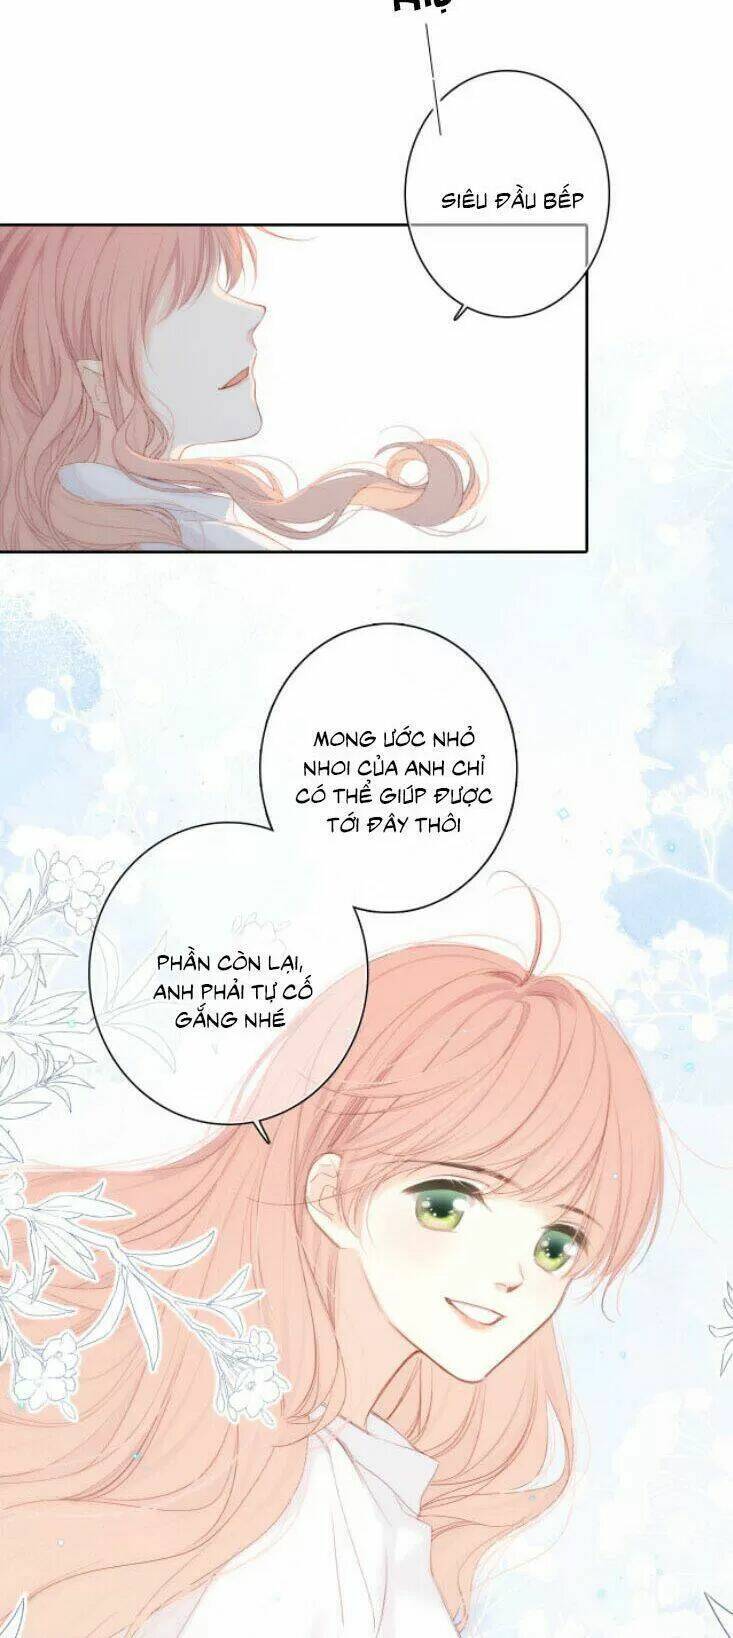 SIÊU ĐẦU BẾP
MONG ƯỚC NHỎ
NHOI CỦA ANH CHỈ
CÓ THỂ GIÚP ĐƯỢC
TỚI ĐÂY THÔI
PHẦN CÒN LẠI,
ANH PHẢI TỰ CỐ
GẮNG NHÉ